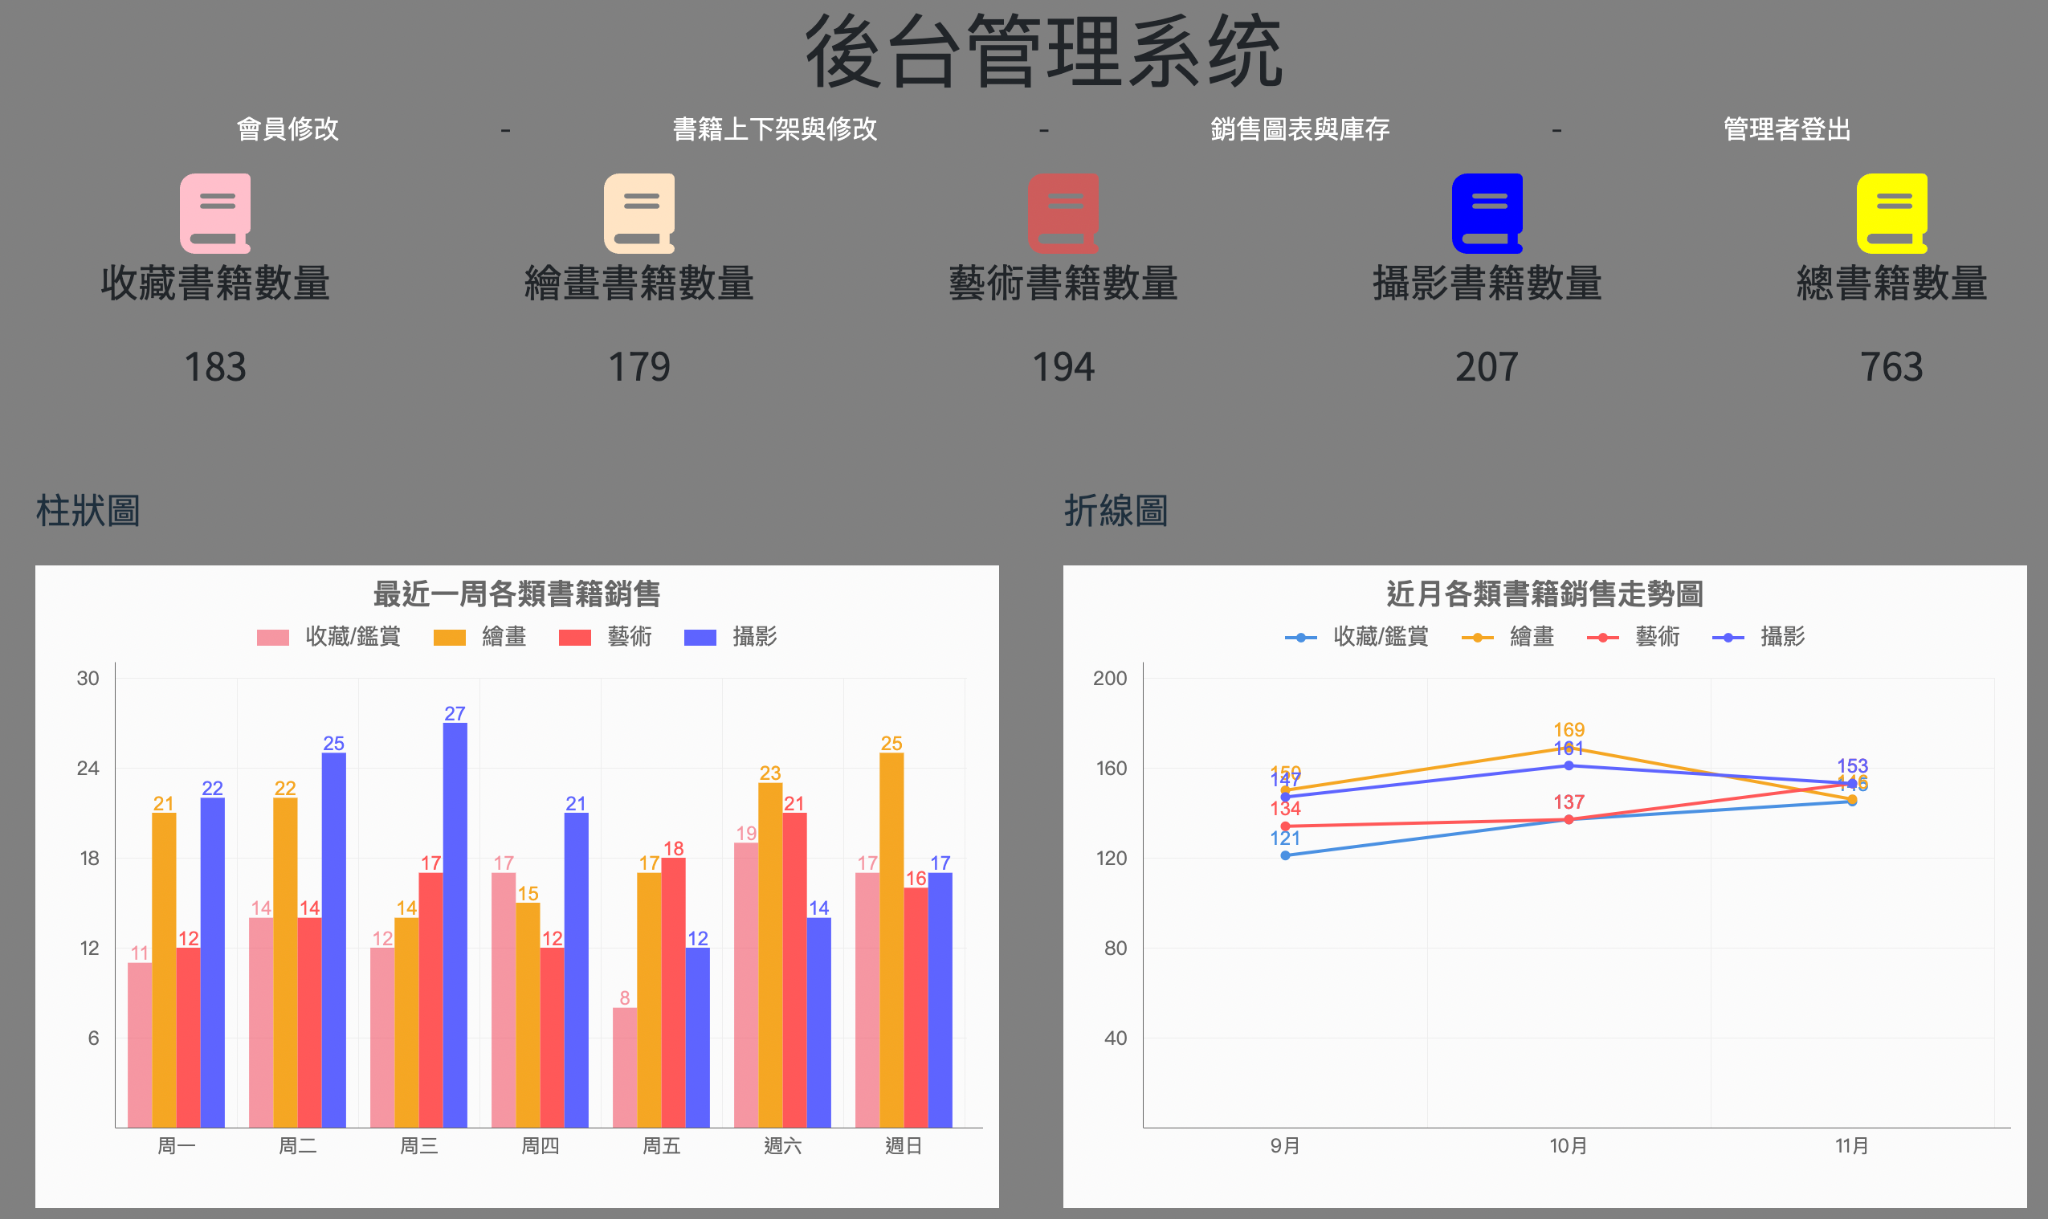 後台管理系统
會員修改 - 書籍上下架與修改 - 銷售圖表與庫存 - 管理者登出
收藏書籍數量 繪畫書籍數量 藝術書籍數量 攝影書籍數量 總書籍數量
183 179 194 207 763
柱狀圖
最近一周各類書籍銷售
收藏/鑑賞 繪畫 藝術 攝影
30
24
18
12
6
11 21 12 22
14 22 14 25
12 14 17 27
17 15 12 21
8 17 18 12
19 23 21 14
17 25 16 17
周一 周二 周三 周四 周五 週六 週日
折線圖
近月各類書籍銷售走勢圖
收藏/鑑賞 繪畫 藝術 攝影
200
160
120
80
40
150 147 134 121
169 161 137
153
9月 10月 11月